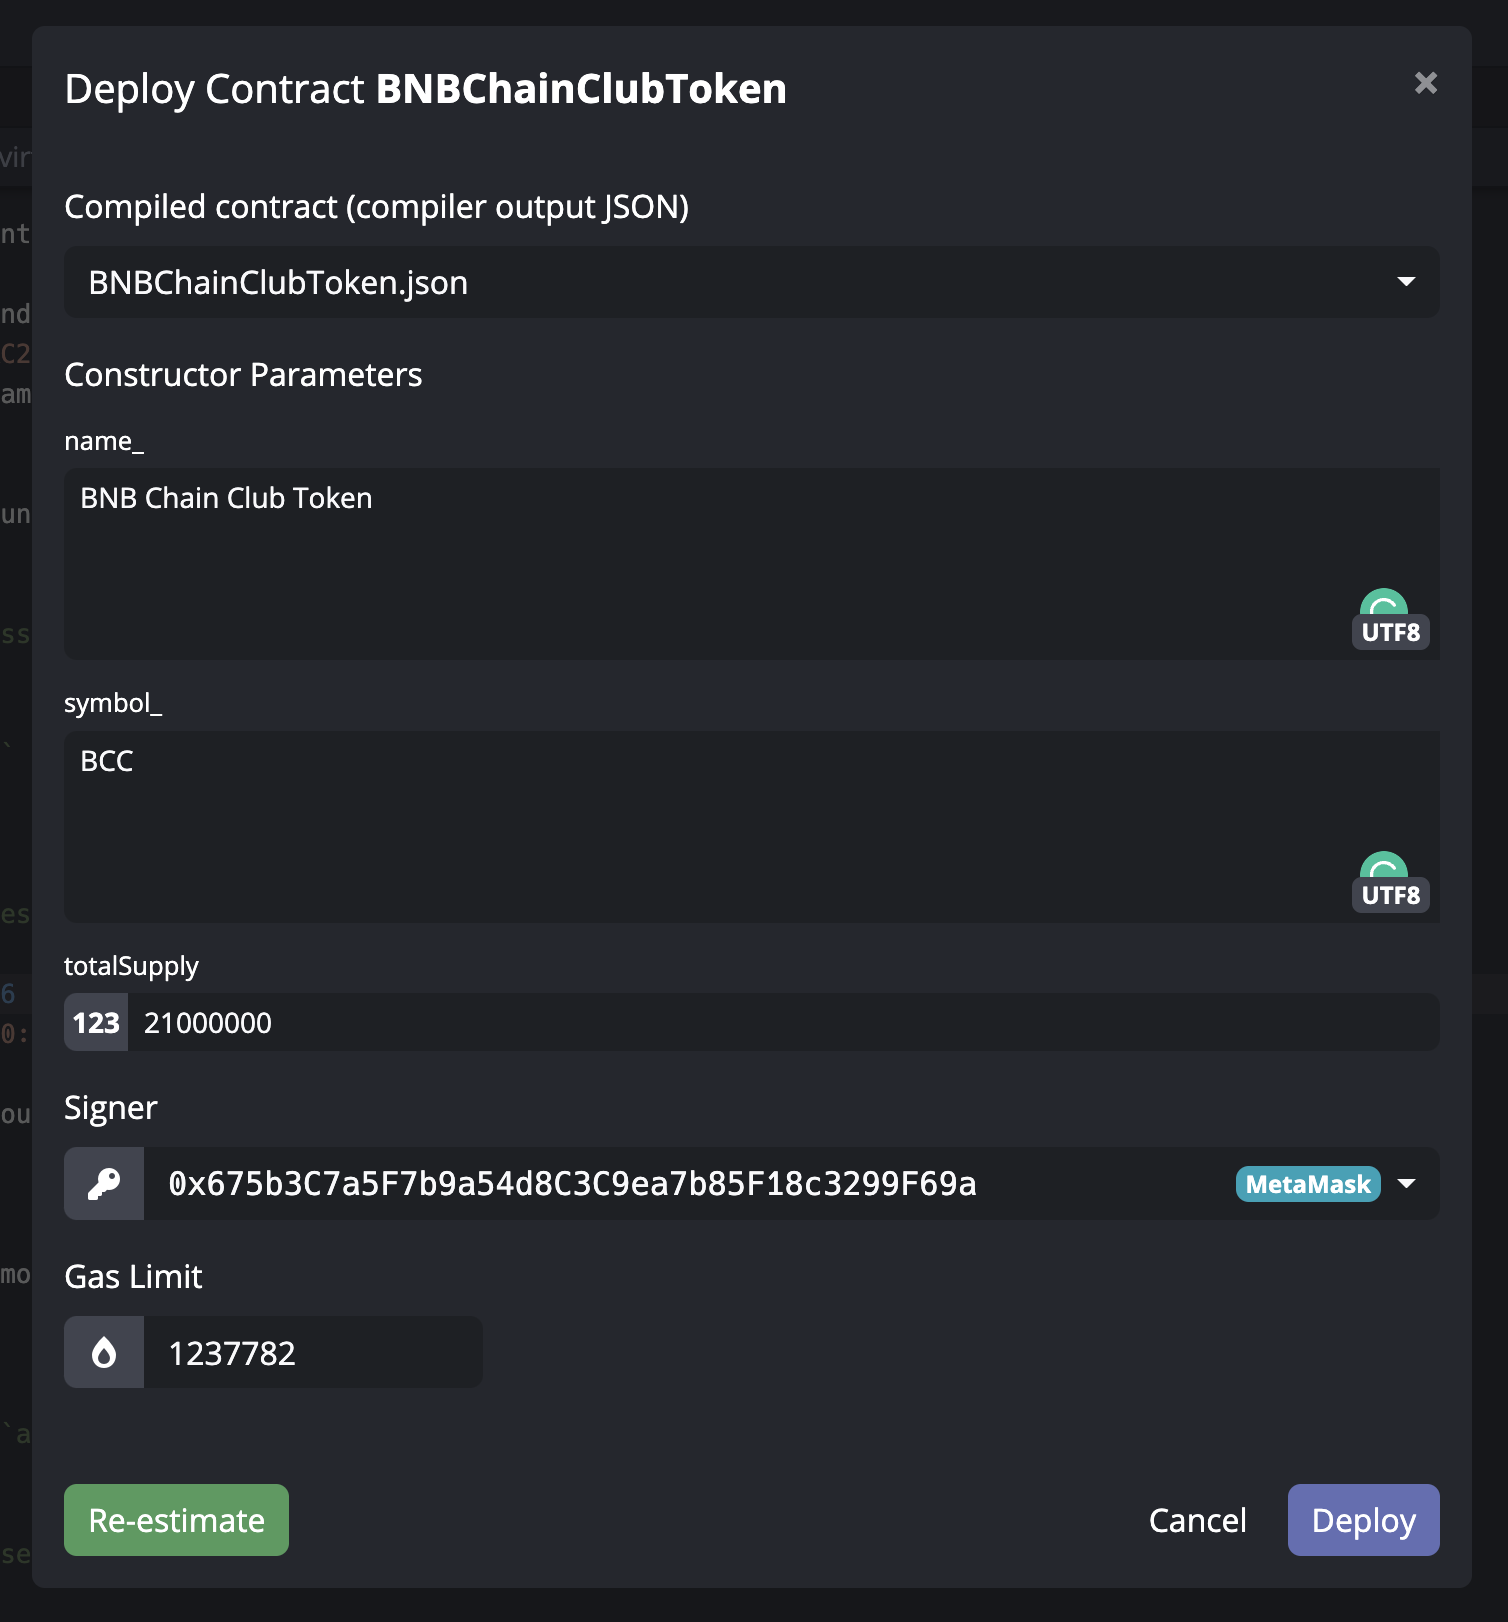 Deploy Contract BNBChainClubToken
Compiled contract (compiler output JSON)
BNBChainClubToken.json
Constructor Parameters
name_
BNB Chain Club Token
UTF8
symbol_
BCC
UTF8
totalSupply
123 21000000
Signer
0x675b3C7a5F7b9a54d8C3C9ea7b85F18c3299F69a MetaMask
Gas Limit
1237782
Re-estimate Cancel Deploy